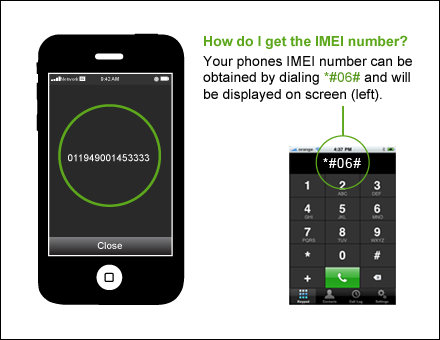 How do I get the IMEI number?
Your phones IMEI number can be
obtained by dialing *#06# and will
be displayed on screen (left).
Network
9:42 AM
011949001453333
Close
orange
4:37 PM
*#06#
1 2 3
ABC DEF
4 5 6
GHI JKL MNO
7 8 9
PQRS TUV WXYZ
* 0 #
+
Keypad Contacts Call Log Settings